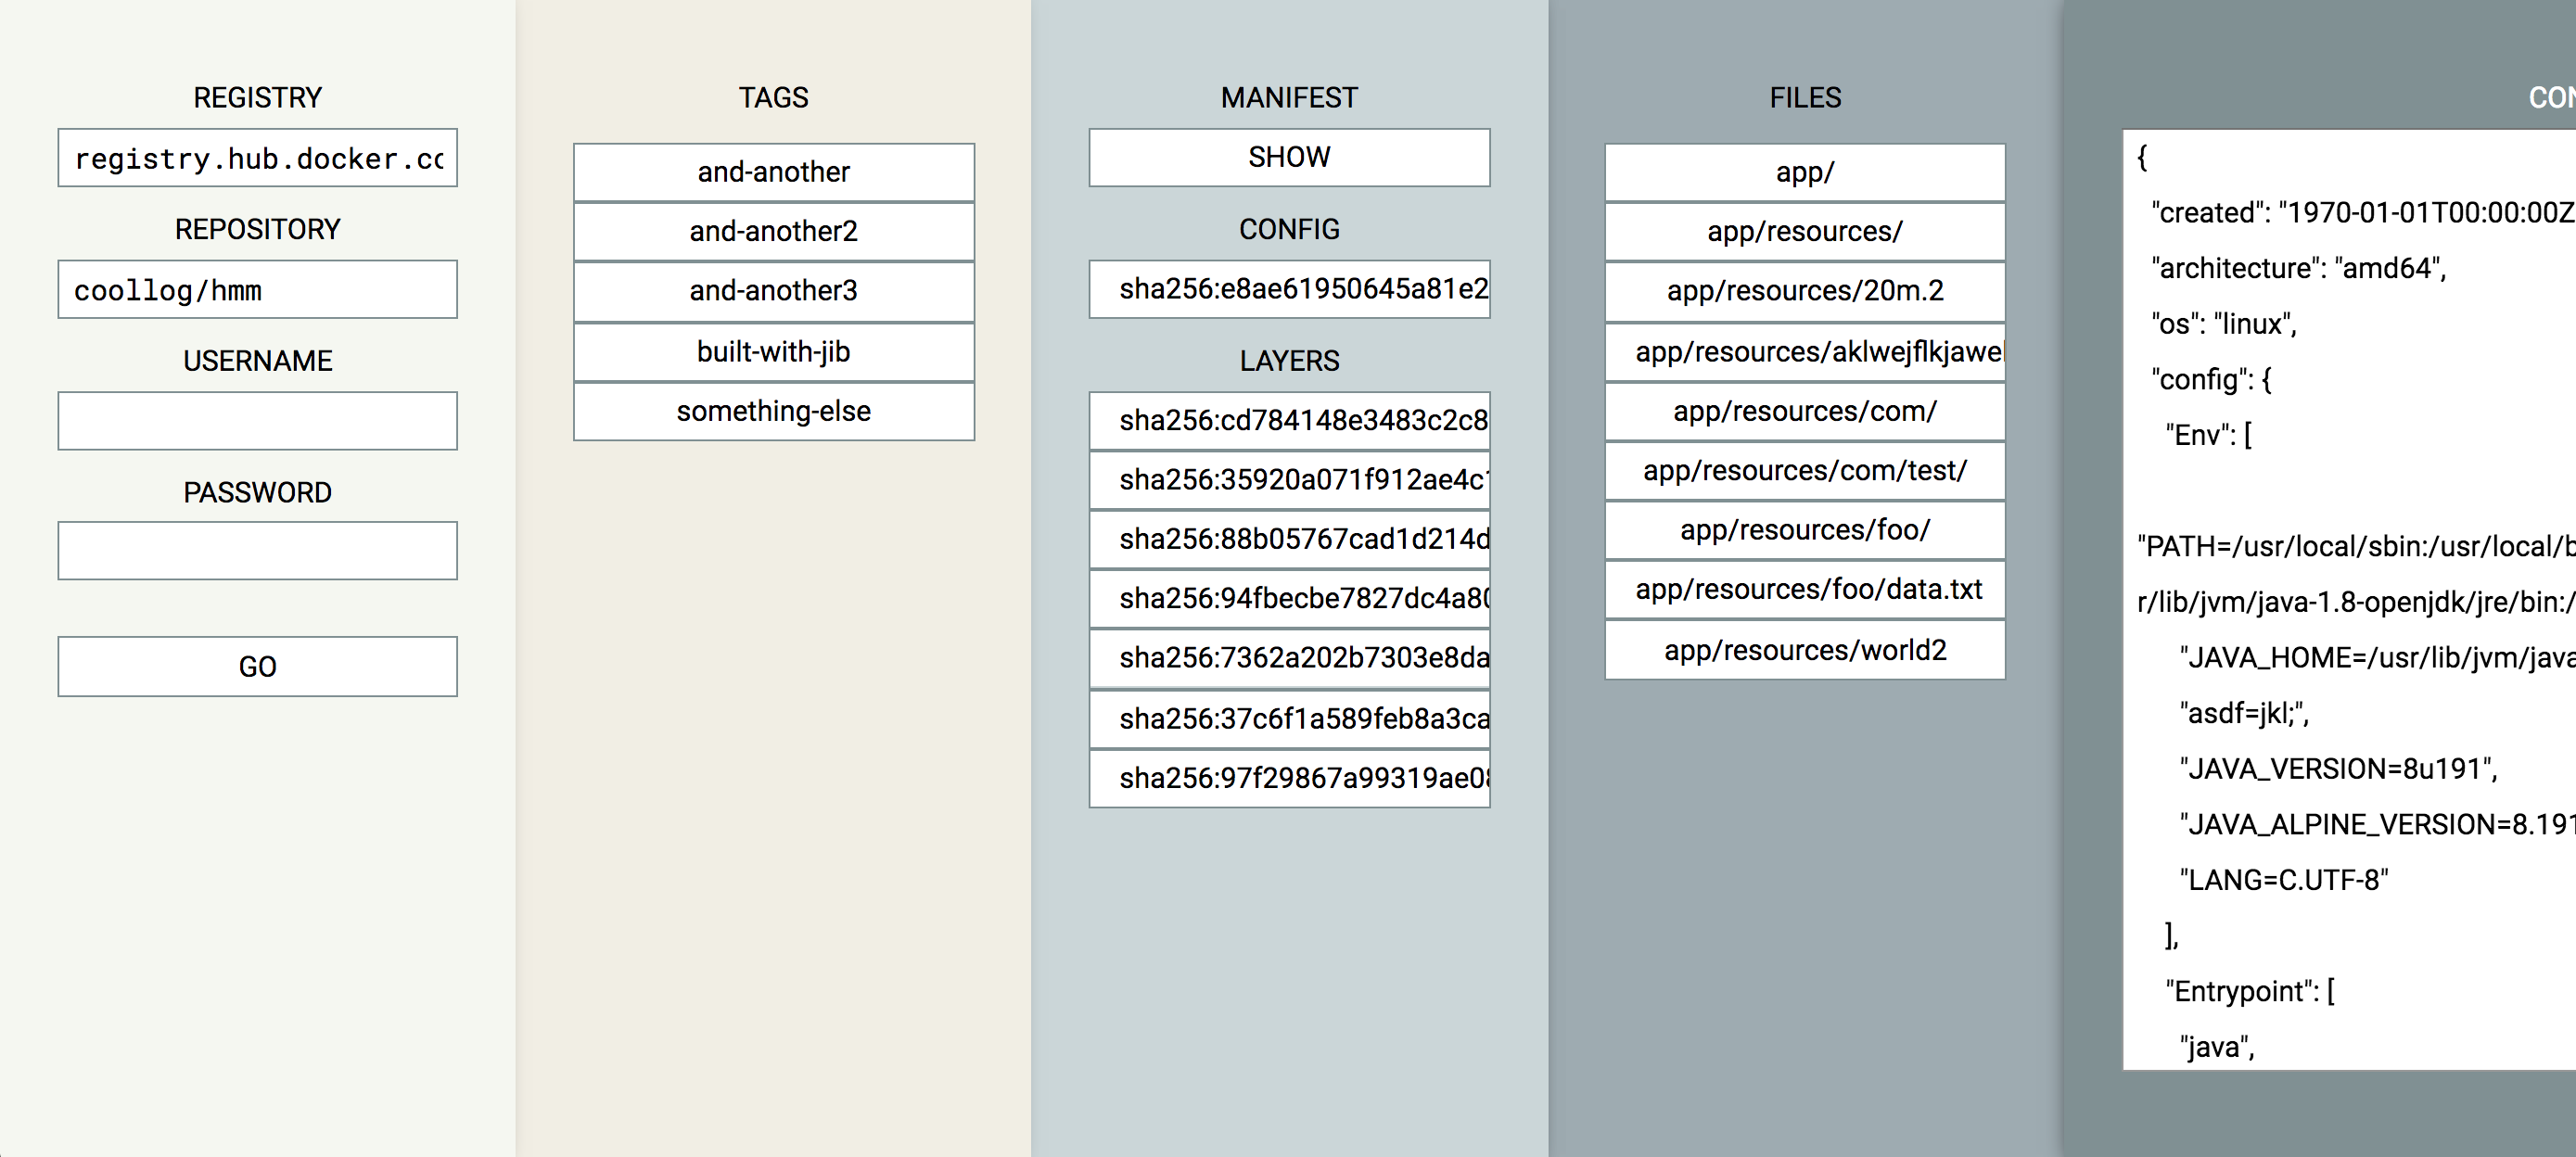 REGISTRY
registry.hub.docker.co
REPOSITORY
coollog/hmm
USERNAME
PASSWORD
GO
TAGS
and-another
and-another2
and-another3
built-with-jib
something-else
MANIFEST
SHOW
CONFIG
sha256:e8ae61950645a81e2
LAYERS
sha256:cd784148e3483c2c8
sha256:35920a071f912ae4c1
sha256:88b05767cad1d214d
sha256:94fbecbe7827dc4a80
sha256:7362a202b7303e8da
sha256:37c6f1a589feb8a3ca
sha256:97f29867a99319ae08
FILES
app/
app/resources/
app/resources/20m.2
app/resources/aklwejflkjawel
app/resources/com/
app/resources/com/test/
app/resources/foo/
app/resources/foo/data.txt
app/resources/world2
CON
{
"created": "1970-01-01T00:00:00Z
"architecture": "amd64",
"os": "linux",
"config": {
"Env": [
"PATH=/usr/local/sbin:/usr/local/b
r/lib/jvm/java-1.8-openjdk/jre/bin:/
"JAVA_HOME=/usr/lib/jvm/java
"asdf=jkl;",
"JAVA_VERSION=8u191",
"JAVA_ALPINE_VERSION=8.191
"LANG=C.UTF-8"
],
"Entrypoint": [
"java",